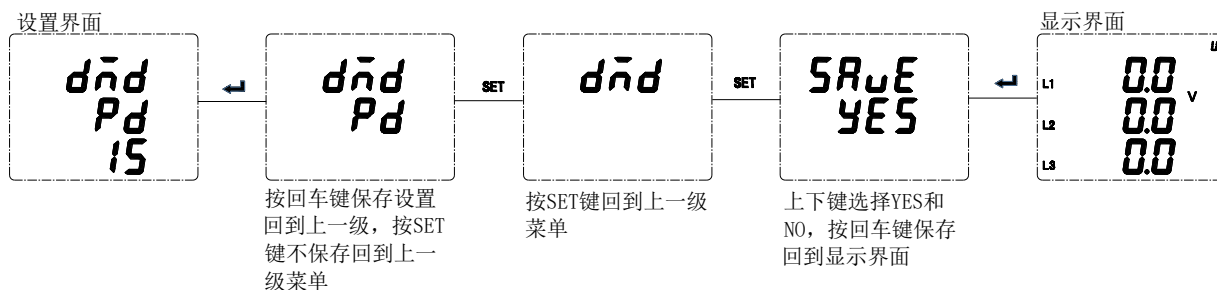 设置界面
dmd
Pd
15
dmd
Pd
按回车键保存设置
回到上一级，按SET
键不保存回到上一
级菜单
SET
dmd
按SET键回到上一级
菜单
SET
SAvE
YES
上下键选择YES和
NO，按回车键保存
回到显示界面
显示界面
L1 0.0 V
L2 0.0
L3 0.0